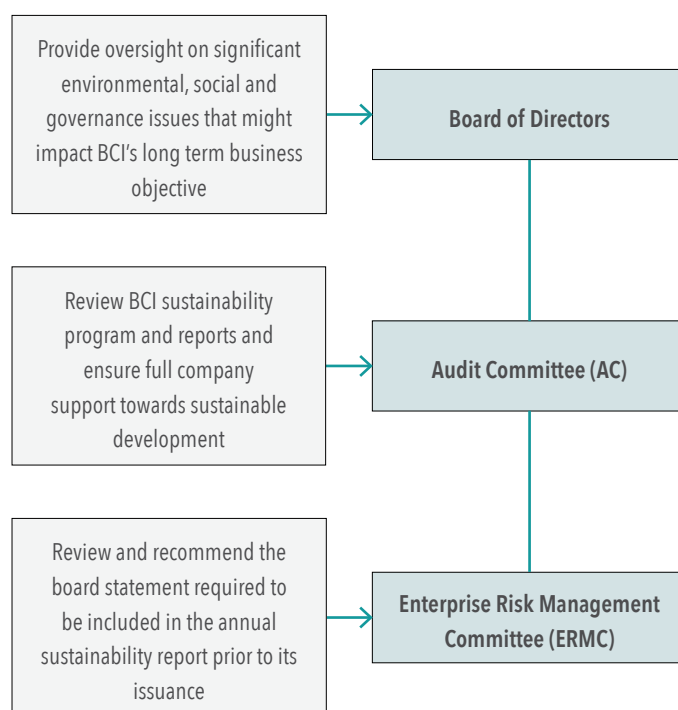 Provide oversight on significant
environmental, social and
governance issues that might
impact BCI's long term business
objective
Board of Directors
Review BCI sustainability
program and reports and
ensure full company
support towards sustainable
development
Audit Committee (AC)
Review and recommend the
board statement required to
be included in the annual
sustainability report prior to its
issuance
Enterprise Risk Management
Committee (ERMC)